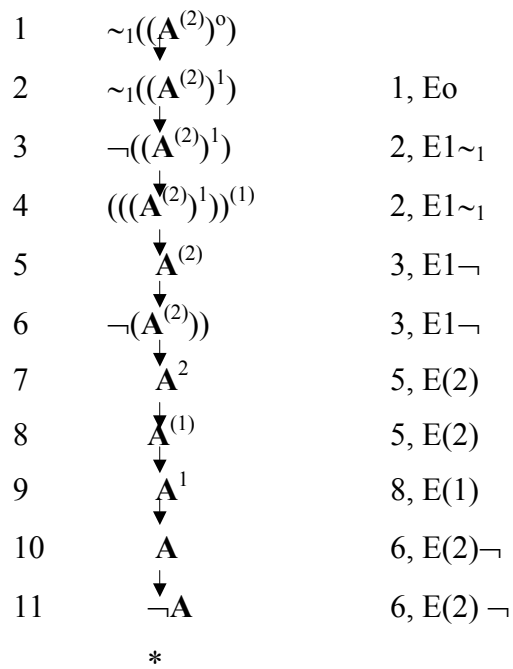 1 ∼₁((A⁽²⁾)ᵒ)
2 ∼₁((A⁽²⁾)¹) 1, Eo
3 ¬((A⁽²⁾)¹) 2, E1∼₁
4 (((A⁽²⁾)¹))⁽¹⁾ 2, E1∼₁
5 A⁽²⁾ 3, E1¬
6 ¬(A⁽²⁾)) 3, E1¬
7 A² 5, E(2)
8 A⁽¹⁾ 5, E(2)
9 A¹ 8, E(1)
10 A 6, E(2)¬
11 ¬A 6, E(2) ¬
*